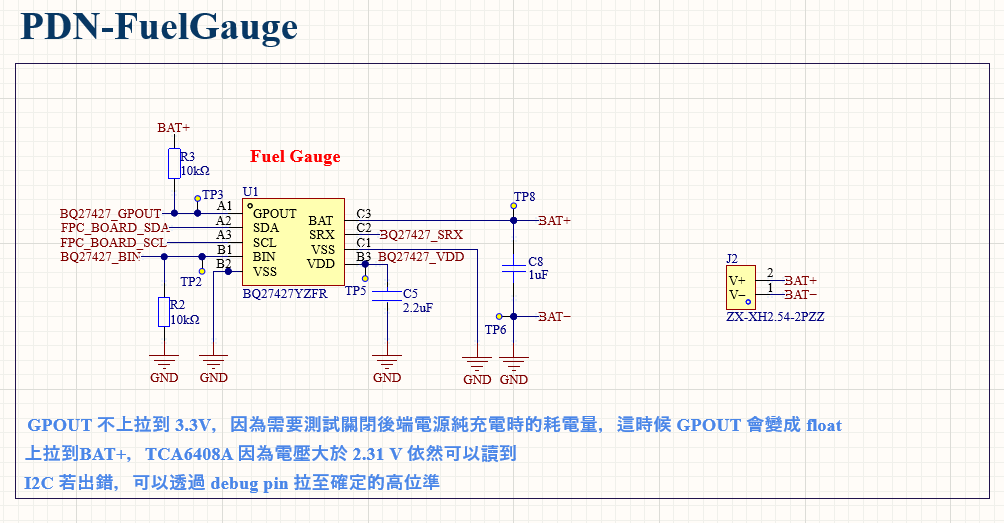 PDN-FuelGauge
BAT+
R3
10kΩ
Fuel Gauge
TP3
U1
BQ27427_GPOUT
A1
GPOUT
FPC_BOARD_SDA
A2
SDA
FPC_BOARD_SCL
A3
SCL
BQ27427_BIN
B1
BIN
B2
VSS
TP2
BAT
C3
SRX
C2
BQ27427_SRX
VSS
C1
VDD
B3
BQ27427_VDD
BQ27427YZFR
TP5
C5
2.2uF
R2
10kΩ
TP8
BAT+
C8
1uF
TP6
BAT−
GND
GND
GND
GND
GND
J2
V+
2
BAT+
V−
1
BAT−
ZX-XH2.54-2PZZ
GPOUT 不上拉到 3.3V，因為需要測試關閉後端電源純充電時的耗電量，這時候 GPOUT 會變成 float
上拉到BAT+，TCA6408A 因為電壓大於 2.31 V 依然可以讀到
I2C 若出錯，可以透過 debug pin 拉至確定的高位準